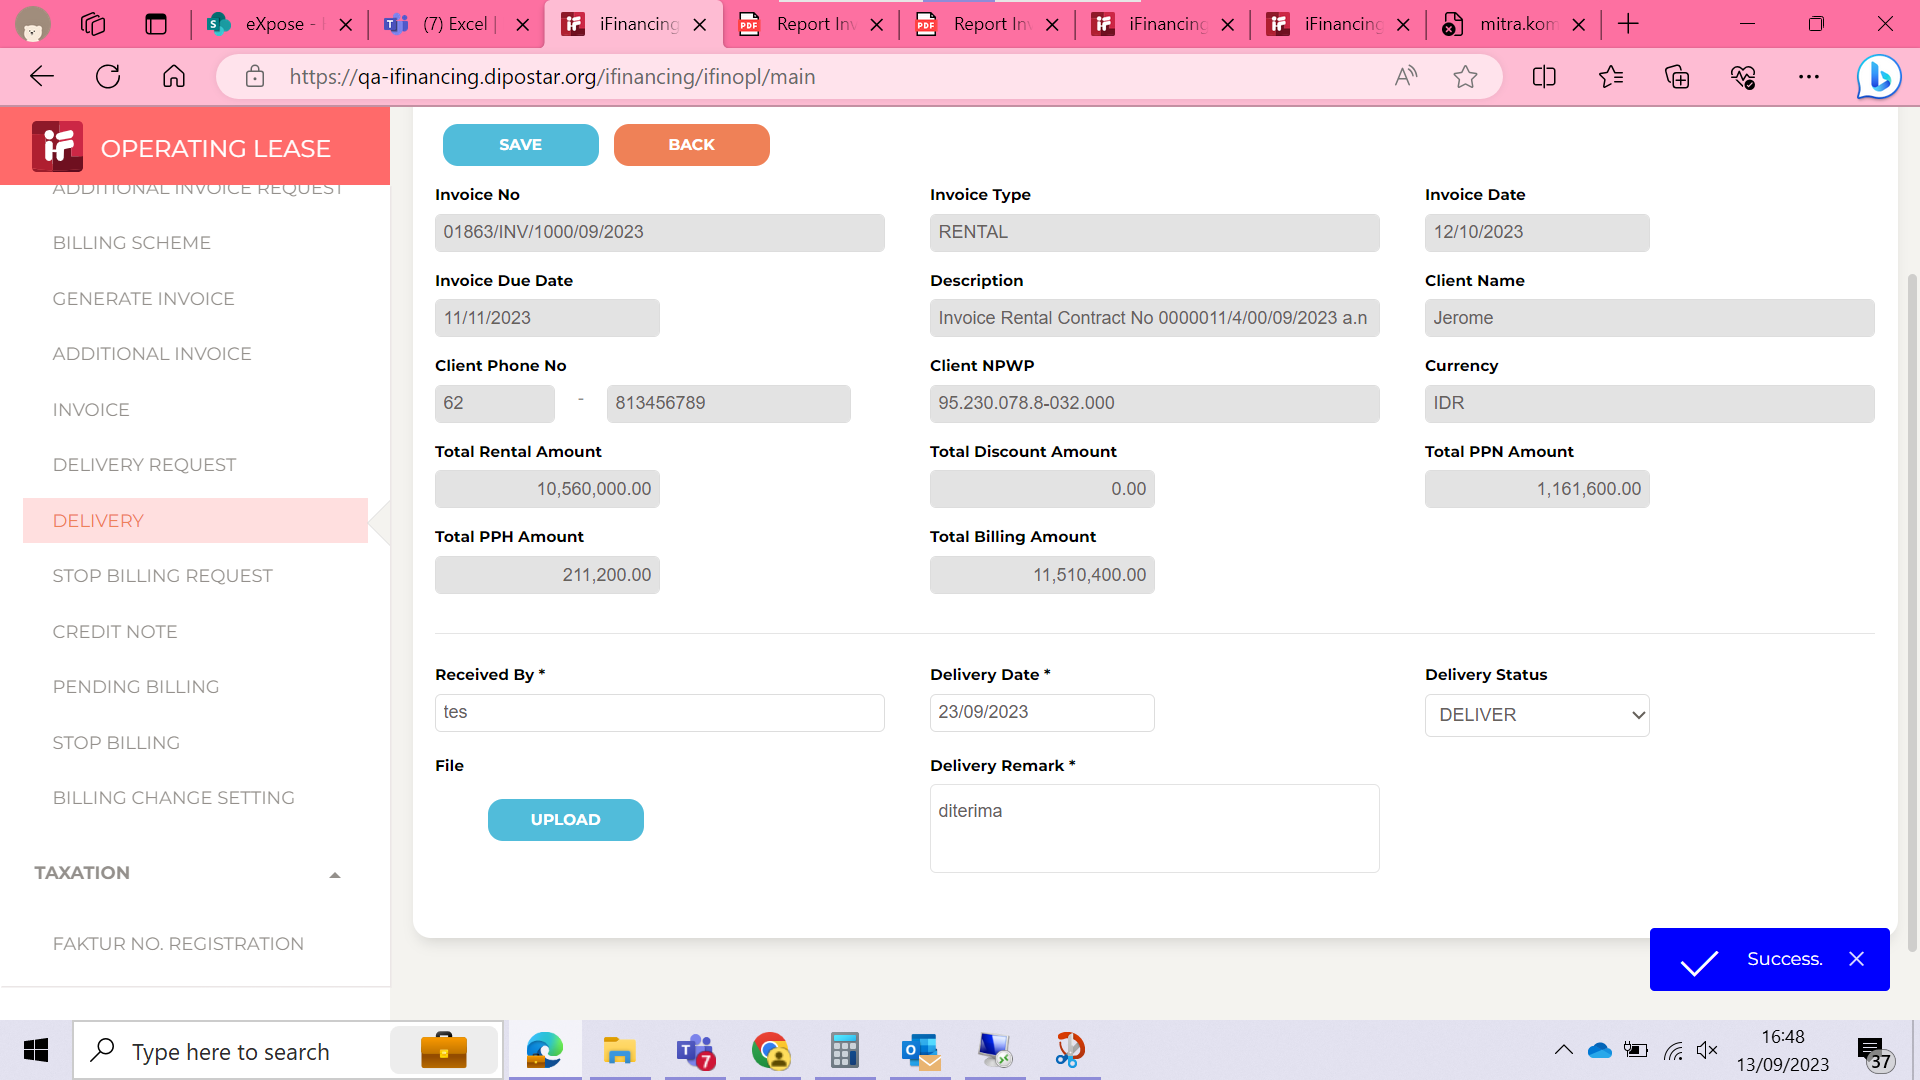 eXpose -
(7) Excel |
iFinancing
Report Inv
Report Inv
iFinancing
iFinancing
mitra.kom
https://qa-ifinancing.dipostar.org/ifinancing/ifinopl/main
OPERATING LEASE
ADDITIONAL INVOICE REQUEST
BILLING SCHEME
GENERATE INVOICE
ADDITIONAL INVOICE
INVOICE
DELIVERY REQUEST
DELIVERY
STOP BILLING REQUEST
CREDIT NOTE
PENDING BILLING
STOP BILLING
BILLING CHANGE SETTING
TAXATION
FAKTUR NO. REGISTRATION
SAVE BACK
Invoice No Invoice Type Invoice Date
01863/INV/1000/09/2023 RENTAL 12/10/2023
Invoice Due Date Description Client Name
11/11/2023 Invoice Rental Contract No 0000011/4/00/09/2023 a.n Jerome
Client Phone No Client NPWP Currency
62 - 813456789 95.230.078.8-032.000 IDR
Total Rental Amount Total Discount Amount Total PPN Amount
10,560,000.00 0.00 1,161,600.00
Total PPH Amount Total Billing Amount
211,200.00 11,510,400.00
Received By * Delivery Date * Delivery Status
tes 23/09/2023 DELIVER
File Delivery Remark *
UPLOAD diterima
Success.
Type here to search
7
16:48
13/09/2023
37